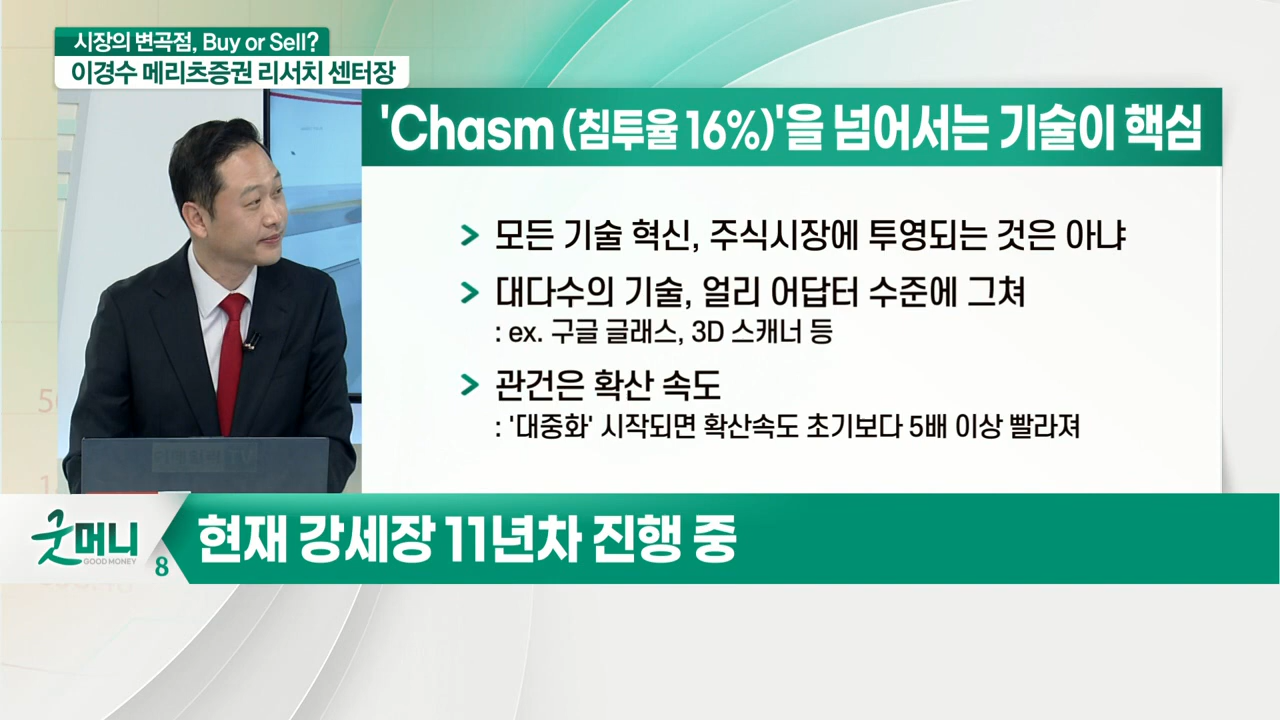 시장의 변곡점, Buy or Sell?
이경수 메리츠증권 리서치 센터장
'Chasm (침투율 16%)'을 넘어서는 기술이 핵심
> 모든 기술 혁신, 주식시장에 투영되는 것은 아냐
> 대다수의 기술, 얼리 어답터 수준에 그쳐
: ex. 구글 글래스, 3D 스캐너 등
> 관건은 확산 속도
: '대중화' 시작되면 확산속도 초기보다 5배 이상 빨라져
굿머니
GOOD MONEY
8
현재 강세장 11년차 진행 중